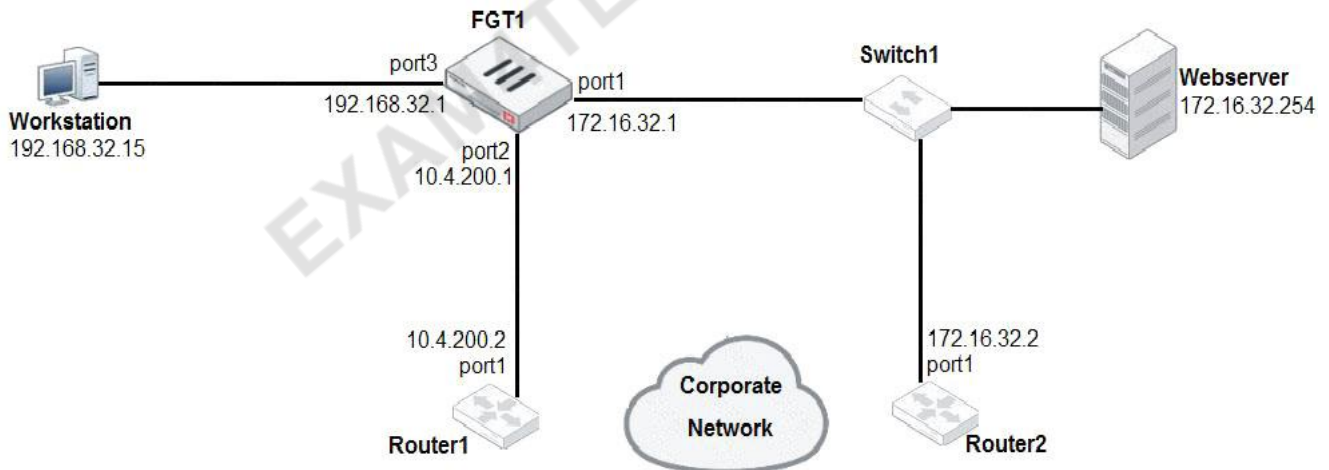 FGT1
port3
192.168.32.1
port1
172.16.32.1
port2
10.4.200.1
Workstation
192.168.32.15
Switch1
Webserver
172.16.32.254
10.4.200.2
port1
Router1
Corporate
Network
172.16.32.2
port1
Router2